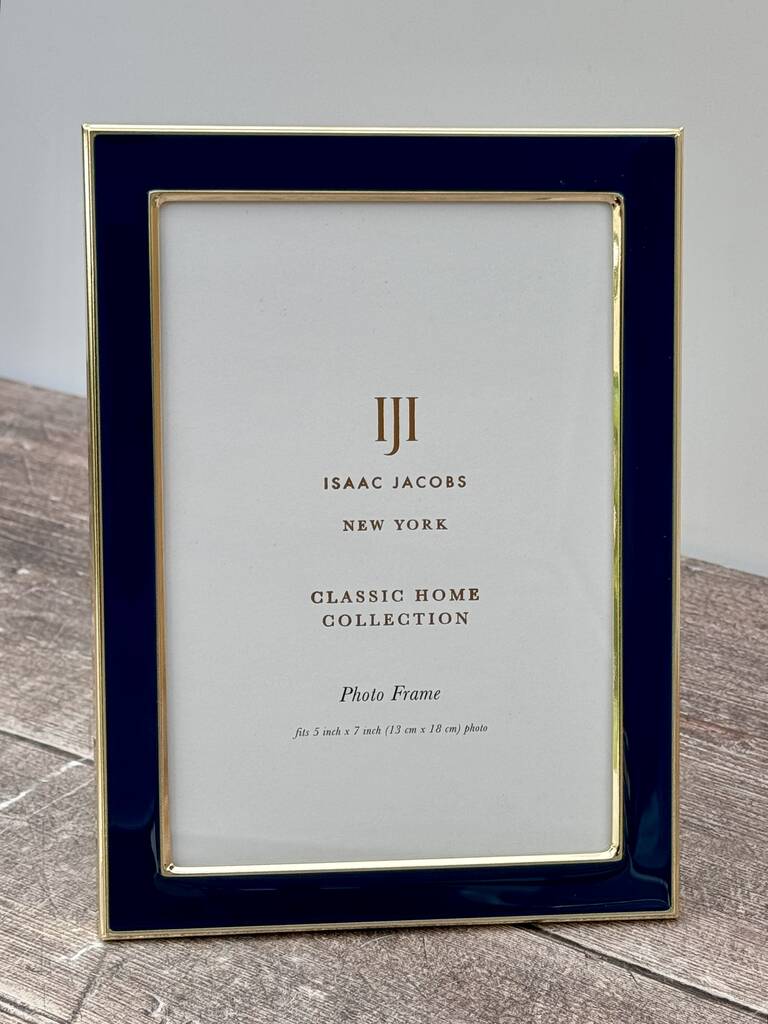 IJI
ISAAC JACOBS
NEW YORK
CLASSIC HOME
COLLECTION
Photo Frame
fits 5 inch x 7 inch (13 cm x 18 cm) photo